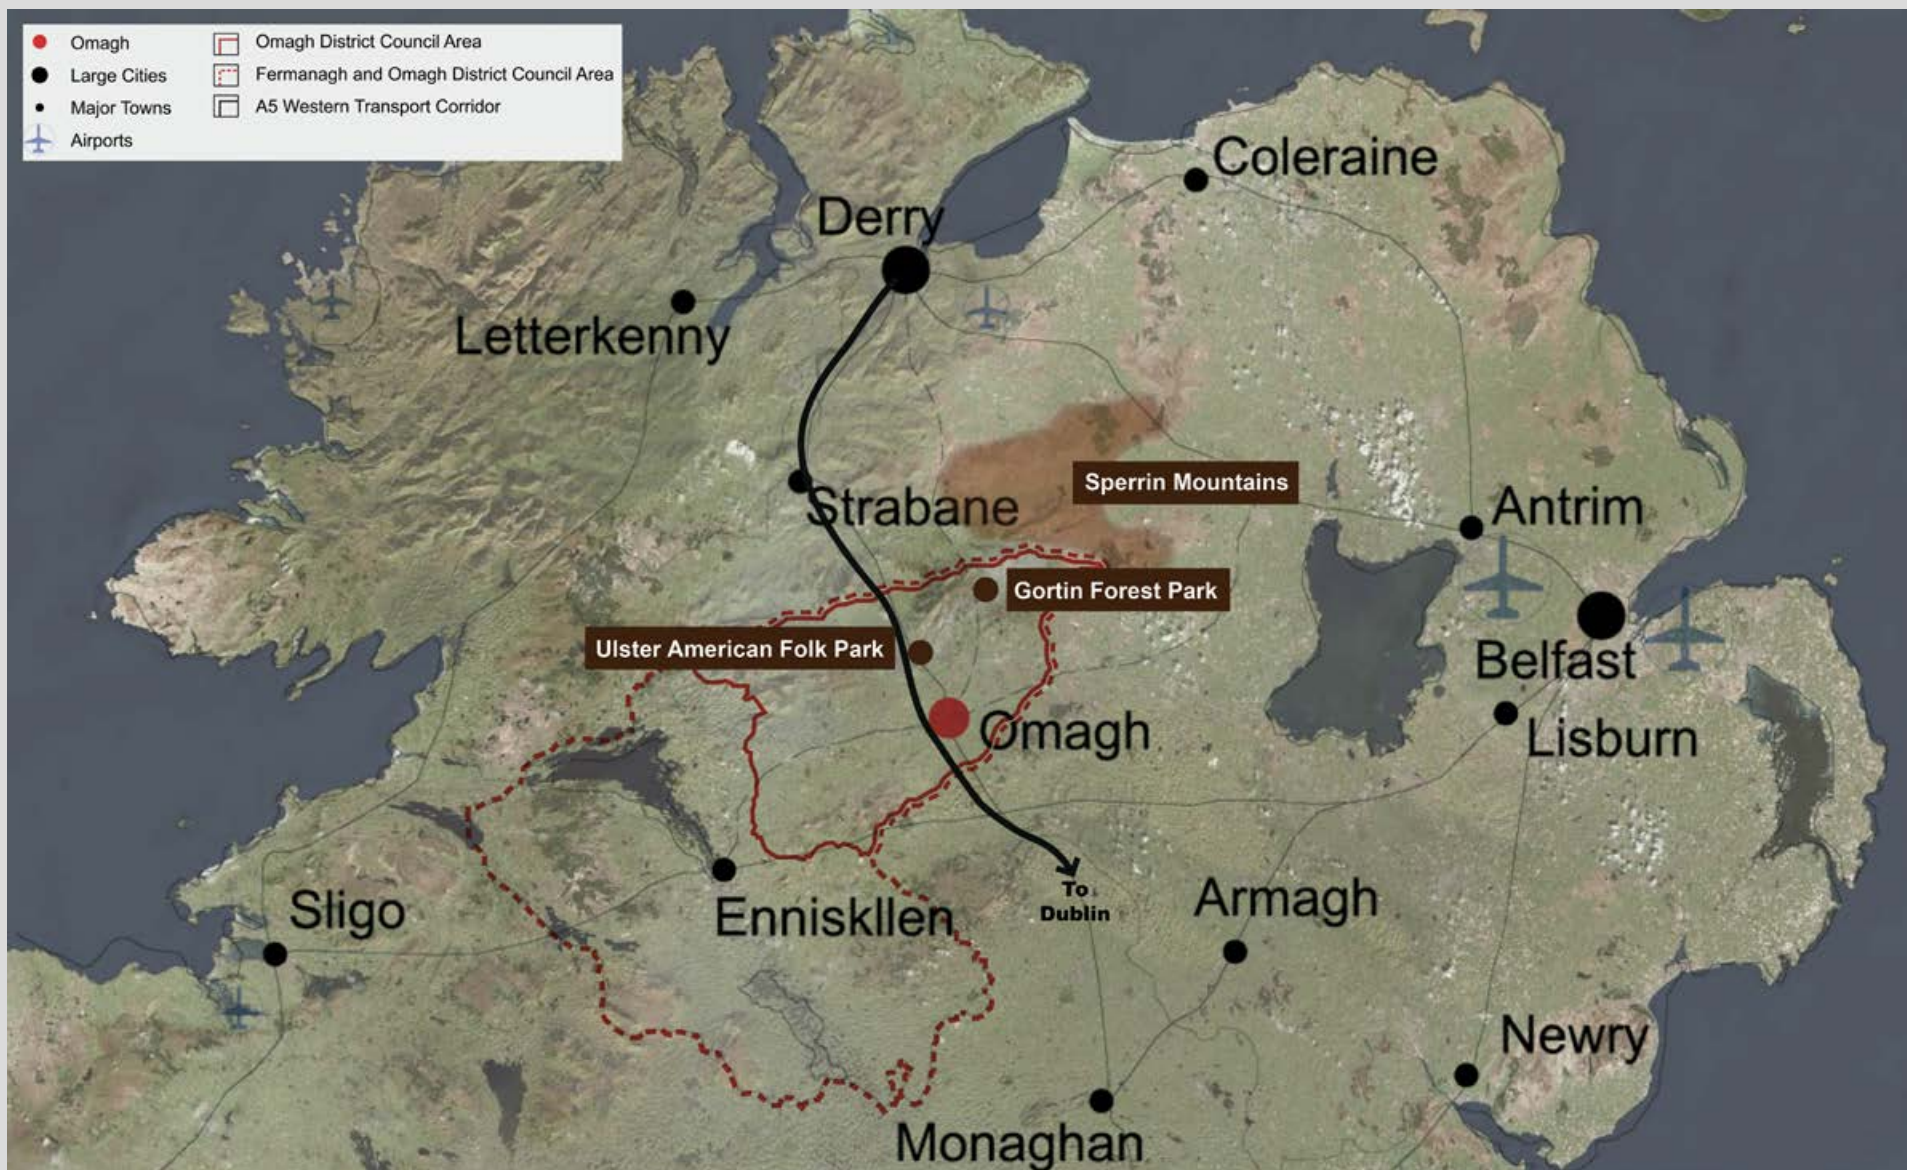 Omagh
Large Cities
Major Towns
Airports
Omagh District Council Area
Fermanagh and Omagh District Council Area
A5 Western Transport Corridor
Coleraine
Derry
Letterkenny
Sperrin Mountains
Strabane
Antrim
Gortin Forest Park
Ulster American Folk Park
Belfast
Omagh
Lisburn
To
Dublin
Armagh
Sligo
Enniskllen
Newry
Monaghan